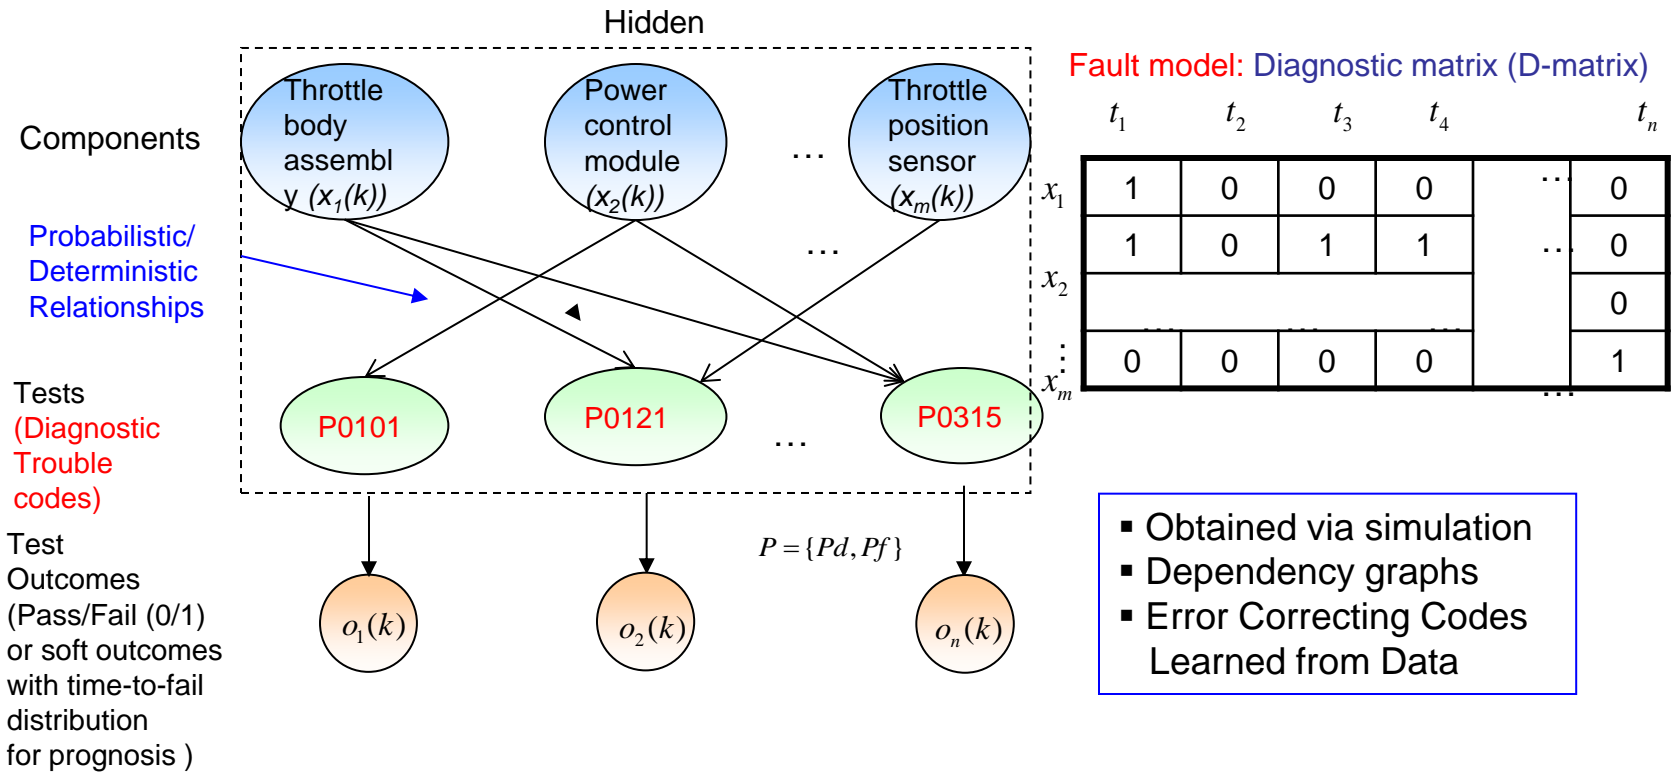 Hidden
Components
Throttle
body
assembl
y (x1(k))
Power
control
module
(x2(k))
...
Throttle
position
sensor
(xm(k))
Probabilistic/
Deterministic
Relationships
...
Tests
(Diagnostic
Trouble
codes)
P0101
P0121
...
P0315
Test
Outcomes
(Pass/Fail (0/1)
or soft outcomes
with time-to-fail
distribution
for prognosis )
P = {Pd, Pf}
o1(k)
o2(k)
on(k)
Fault model: Diagnostic matrix (D-matrix)
t1 t2 t3 t4 tn
x1 1 0 0 0 ... 0
1 0 1 1 ... 0
x2 0
... ... ...
⋮
xm 0 0 0 0 1
...
▪ Obtained via simulation
▪ Dependency graphs
▪ Error Correcting Codes
Learned from Data